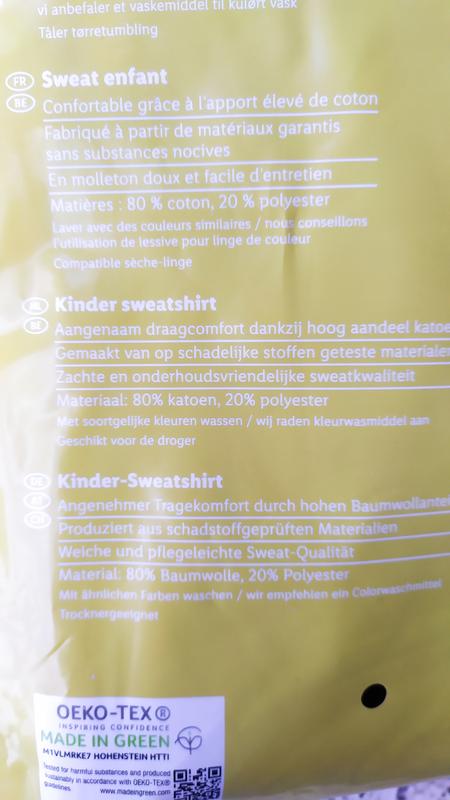 vi anbefaler et vaskemiddel til kulørt vask
Tåler tørretumbling
FR Sweat enfant
BE Confortable grâce à l'apport élevé de coton
Fabriqué à partir de matériaux garantis
sans substances nocives
En molleton doux et facile d'entretien
Matières : 80 % coton, 20 % polyester
Laver avec des couleurs similaires / nous conseillons
l'utilisation de lessive pour linge de couleur
Compatible sèche-linge
NL Kinder sweatshirt
BE Aangenaam draagcomfort dankzij hoog aandeel katoe
Gemaakt van op schadelijke stoffen geteste materialen
Zachte en onderhoudsvriendelijke sweatkwaliteit
Materiaal: 80% katoen, 20% polyester
Met soortgelijke kleuren wassen / wij raden kleurwasmiddel aan
Geschikt voor de droger
DE Kinder-Sweatshirt
AT Angenehmer Tragekomfort durch hohen Baumwollantei
CH Produziert aus schadstoffgeprüften Materialien
Weiche und pflegeleichte Sweat-Qualität
Material: 80% Baumwolle, 20% Polyester
Mit ähnlichen Farben waschen / wir empfehlen ein Colorwaschmittel
Trocknergeeignet
OEKO-TEX®
INSPIRING CONFIDENCE
MADE IN GREEN
M1VLMRKE7 HOHENSTEIN HTTI
Tested for harmful substances and produced
sustainably in accordance with OEKO-TEX®
guidelines.
www.madeingreen.com